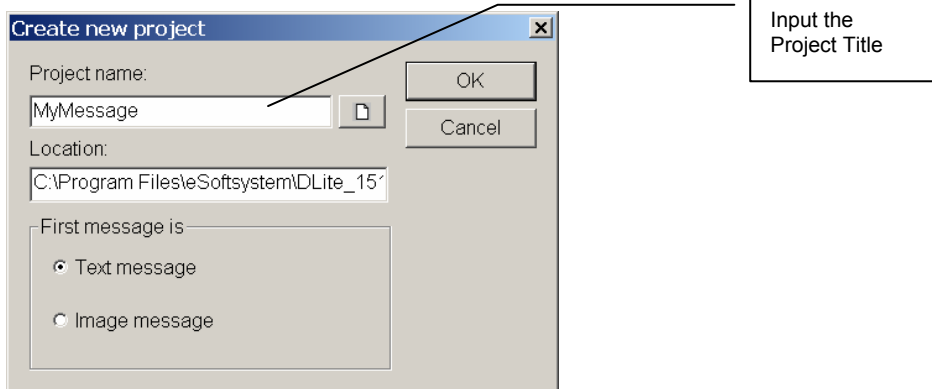 Create new project
Input the
Project Title
Project name:
OK
MyMessage
Cancel
Location:
C:\Program Files\eSoftsystem\DLite_15
First message is
Text message
Image message